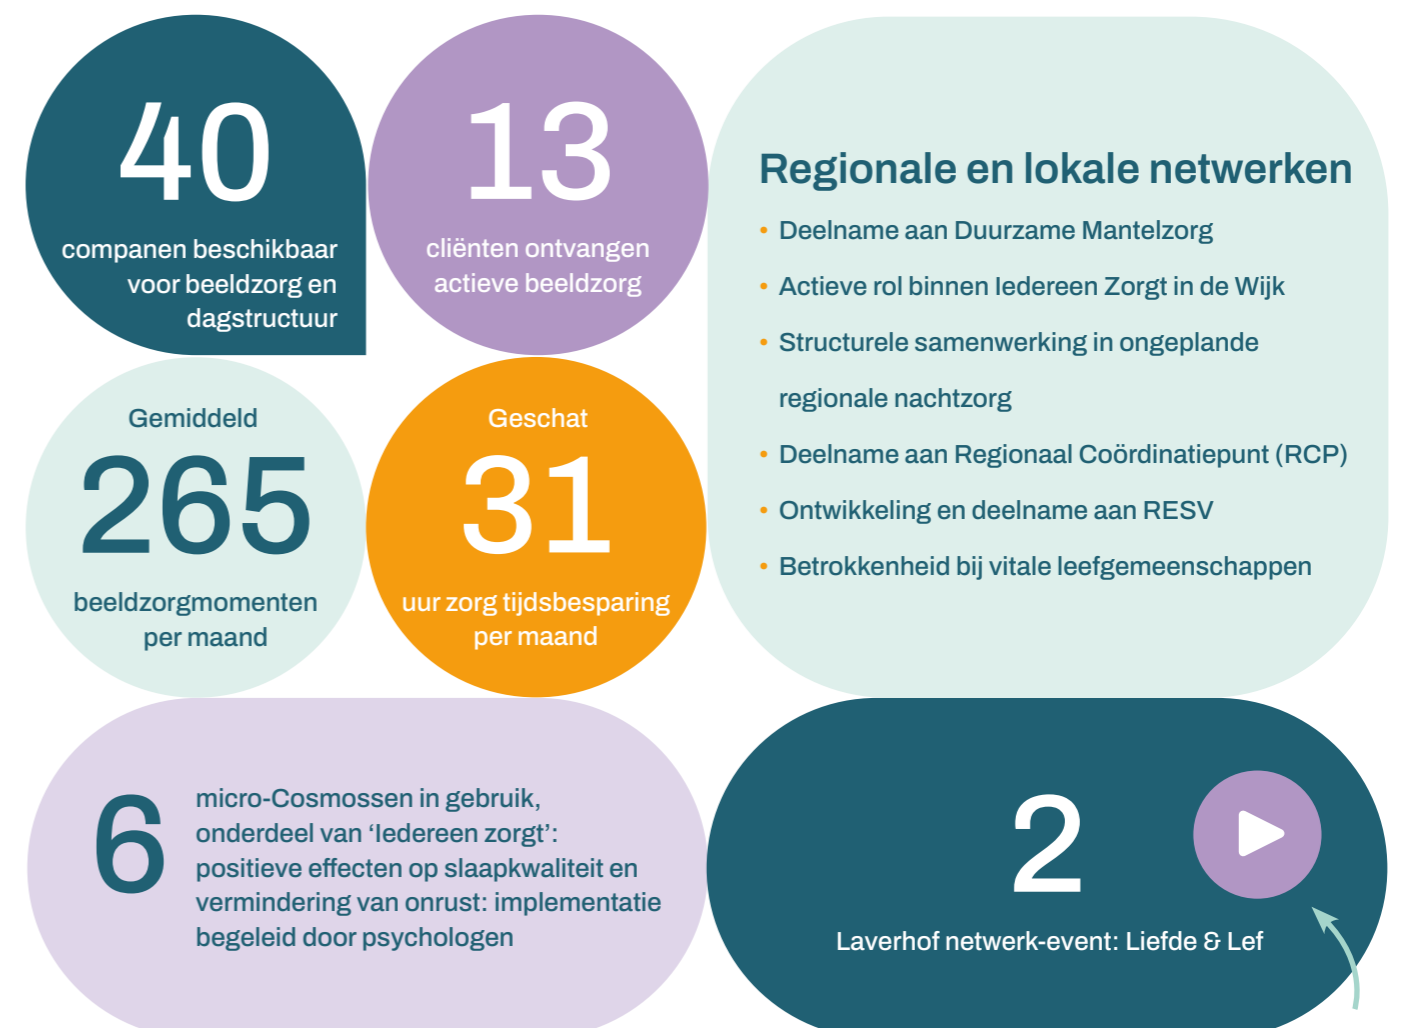 40
companen beschikbaar
voor beeldzorg en
dagstructuur
13
cliënten ontvangen
actieve beeldzorg
Gemiddeld
265
beeldzorgmomenten
per maand
Geschat
31
uur zorg tijdsbesparing
per maand
Regionale en lokale netwerken
• Deelname aan Duurzame Mantelzorg
• Actieve rol binnen Iedereen Zorgt in de Wijk
• Structurele samenwerking in ongeplande
regionale nachtzorg
• Deelname aan Regionaal Coördinatiepunt (RCP)
• Ontwikkeling en deelname aan RESV
• Betrokkenheid bij vitale leefgemeenschappen
6
micro-Cosmossen in gebruik,
onderdeel van ‘Iedereen zorgt’:
positieve effecten op slaapkwaliteit en
vermindering van onrust: implementatie
begeleid door psychologen
2
Laverhof netwerk-event: Liefde & Lef